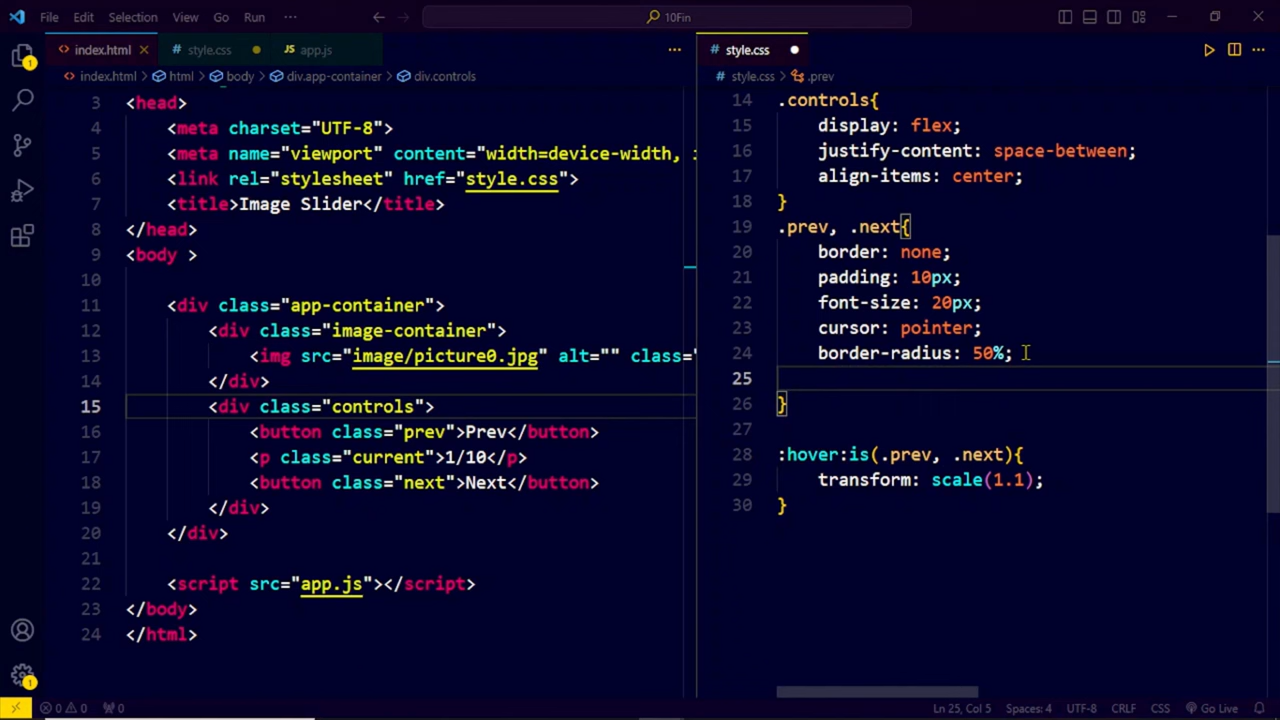 File Edit Selection View Go Run ··· 10Fin
index.html style.css app.js ···
index.html > html > body > div.app-container > div.controls
3 <head>
4 <meta charset="UTF-8">
5 <meta name="viewport" content="width=device-width,
6 <link rel="stylesheet" href="style.css">
7 <title>Image Slider</title>
8 </head>
9 <body >
10
11 <div class="app-container">
12 <div class="image-container">
13 <img src="image/picture0.jpg" alt="" class="
14 </div>
15 <div class="controls">
16 <button class="prev">Prev</button>
17 <p class="current">1/10</p>
18 <button class="next">Next</button>
19 </div>
20 </div>
21
22 <script src="app.js"></script>
23 </body>
24 </html>
# style.css
# style.css > .prev
14 .controls{
15 display: flex;
16 justify-content: space-between;
17 align-items: center;
18 }
19 .prev, .next{
20 border: none;
21 padding: 10px;
22 font-size: 20px;
23 cursor: pointer;
24 border-radius: 50%;
25
26 }
27
28 :hover:is(.prev, .next){
29 transform: scale(1.1);
30 }
1
1
0 0 0 Ln 25, Col 5 Spaces: 4 UTF-8 CRLF CSS Go Live